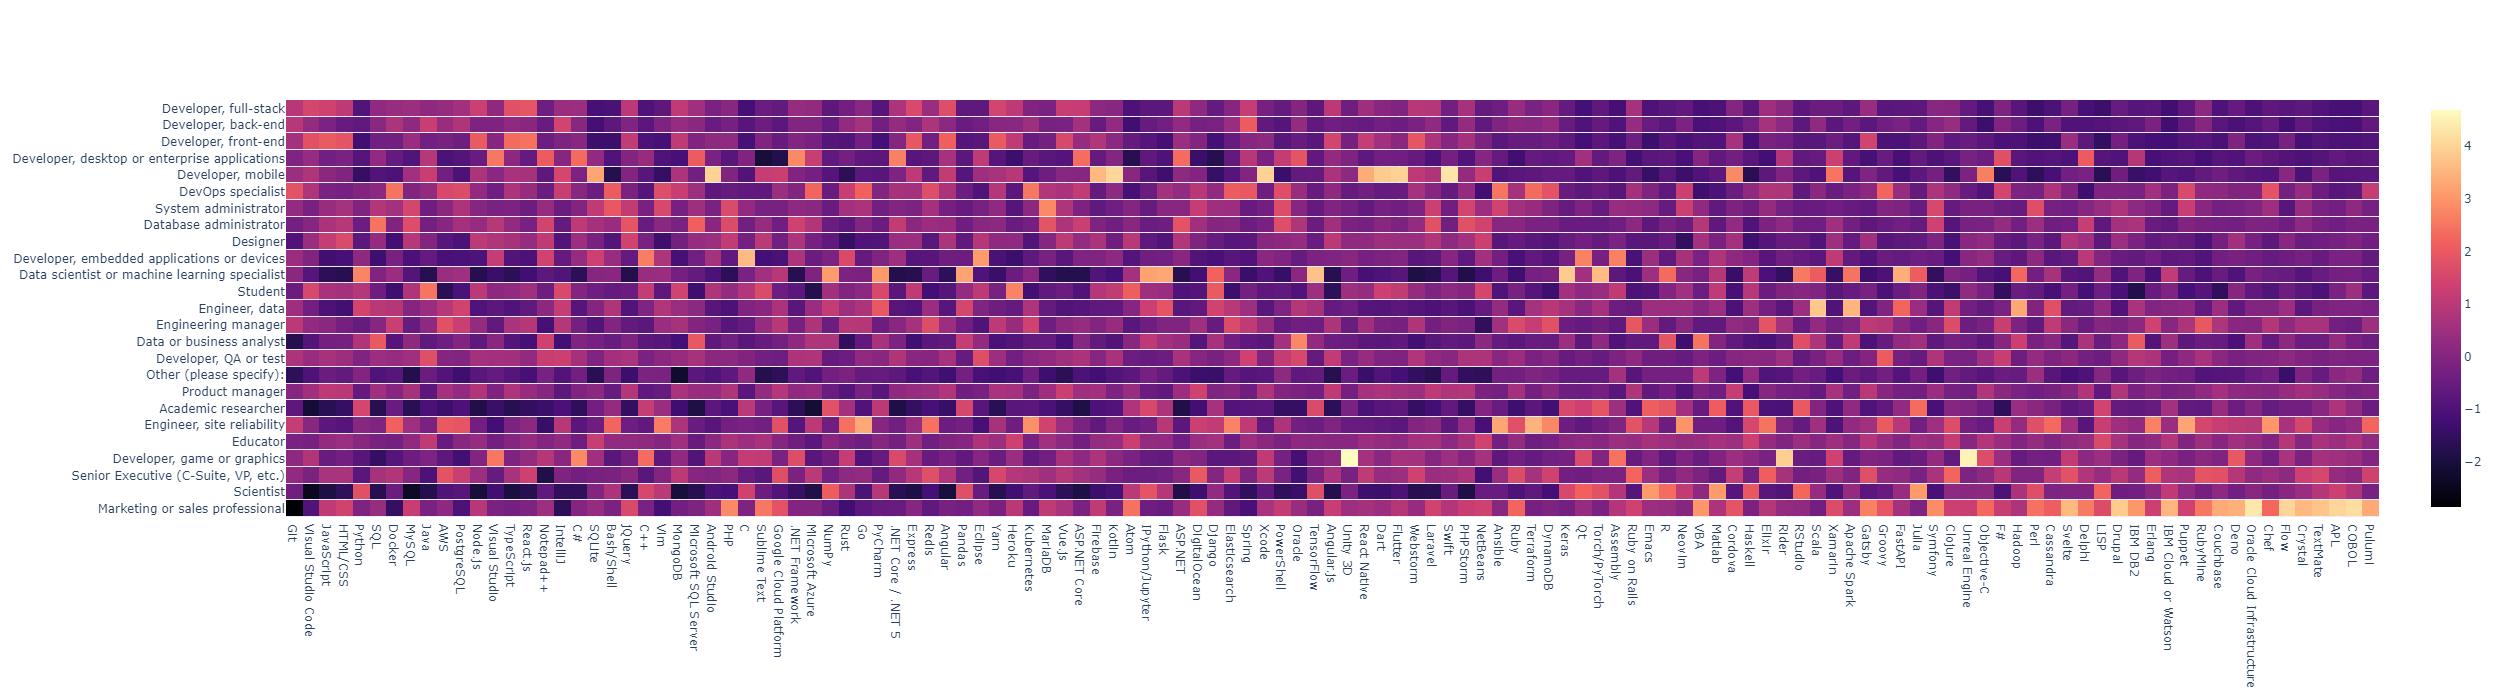 Developer, full-stack
Developer, back-end
Developer, front-end
Developer, desktop or enterprise applications
Developer, mobile
DevOps specialist
System administrator
Database administrator
Designer
Developer, embedded applications or devices
Data scientist or machine learning specialist
Student
Engineer, data
Engineering manager
Data or business analyst
Developer, QA or test
Other (please specify):
Product manager
Academic researcher
Engineer, site reliability
Educator
Developer, game or graphics
Senior Executive (C-Suite, VP, etc.)
Scientist
Marketing or sales professional
Git
Visual Studio Code
JavaScript
HTML/CSS
Python
SQL
Docker
MySQL
Java
AWS
PostgreSQL
Node.js
Visual Studio
TypeScript
React.js
Notepad++
IntelliJ
C#
SQLite
Bash/Shell
jQuery
C++
Vim
MongoDB
Microsoft SQL Server
Android Studio
PHP
C
Sublime Text
Google Cloud Platform
.NET Framework
Microsoft Azure
NumPy
Rust
Go
PyCharm
.NET Core / .NET 5
Express
Redis
Angular
Pandas
Eclipse
Yarn
Heroku
Kubernetes
MariaDB
Vue.js
ASP.NET Core
Firebase
Kotlin
Atom
IPython/Jupyter
Flask
ASP.NET
DigitalOcean
Django
Elasticsearch
Spring
Xcode
PowerShell
Oracle
TensorFlow
Angular.js
Unity 3D
React Native
Dart
Flutter
Webstorm
Laravel
Swift
PHPStorm
NetBeans
Ansible
Ruby
Terraform
DynamoDB
Keras
Qt
Torch/PyTorch
Assembly
Ruby on Rails
Emacs
R
Neovim
VBA
Matlab
Cordova
Haskell
Elixir
Rider
RStudio
Scala
Xamarin
Apache Spark
Gatsby
Groovy
FastAPI
Julia
Symfony
Clojure
Unreal Engine
Objective-C
F#
Hadoop
Perl
Cassandra
Svelte
Delphi
LISP
Drupal
IBM DB2
Erlang
IBM Cloud or Watson
Puppet
RubyMine
Couchbase
Deno
Oracle Cloud Infrastructure
Chef
Flow
Crystal
TextMate
APL
COBOL
Pulumi
4
3
2
1
0
−1
−2